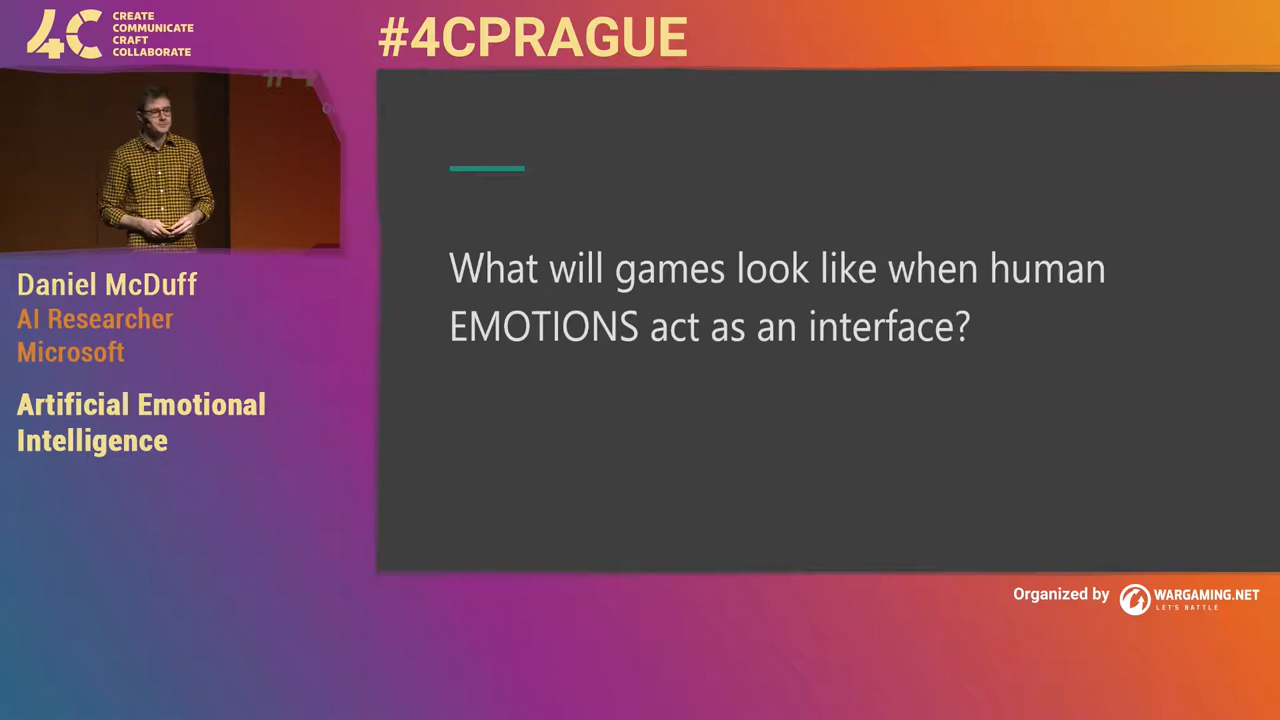 4C
CREATE
COMMUNICATE
CRAFT
COLLABORATE
#4CPRAGUE
Daniel McDuff
AI Researcher
Microsoft
Artificial Emotional
Intelligence
What will games look like when human
EMOTIONS act as an interface?
Organized by
WARGAMING.NET
LET'S BATTLE